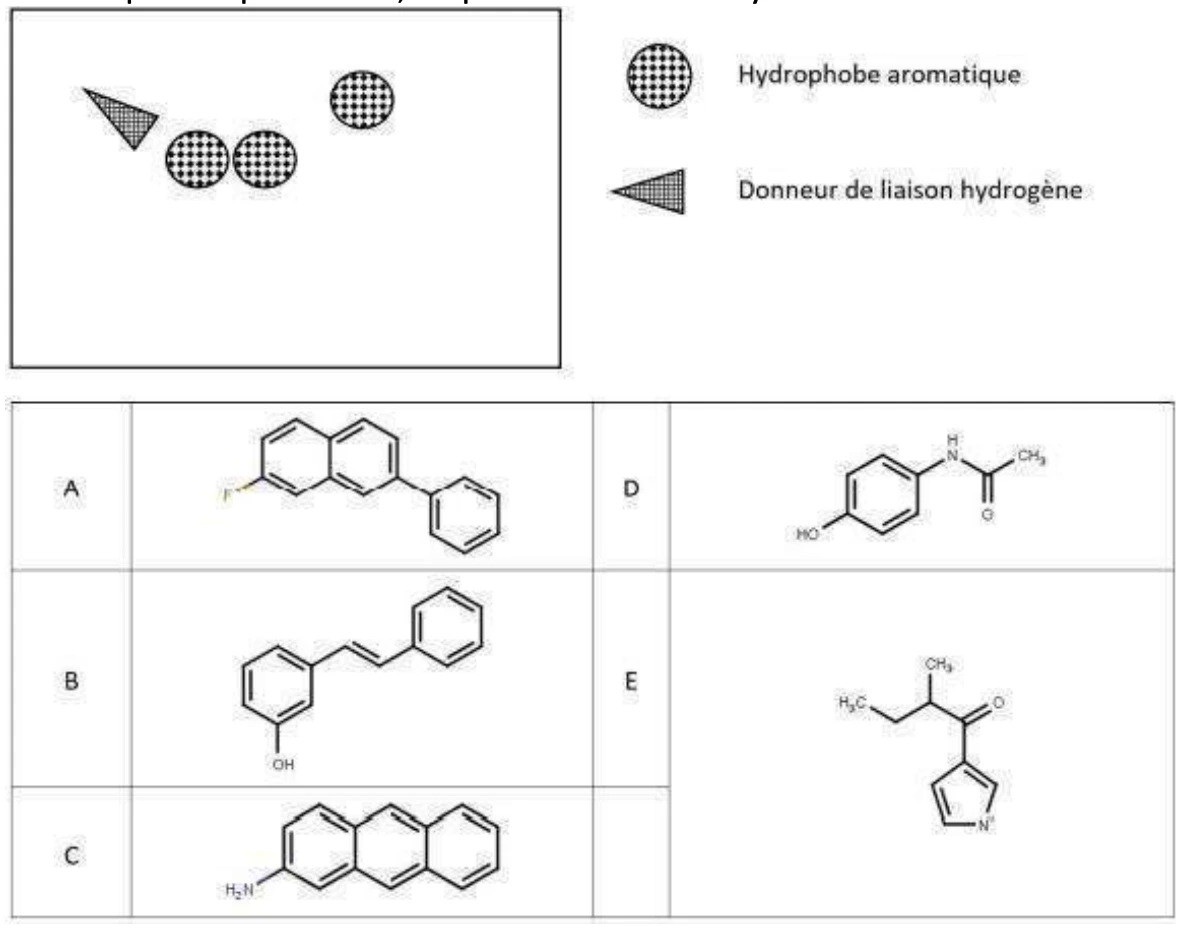 Hydrophobe aromatique
Donneur de liaison hydrogène
A
F
D
H
N
CH₃
O
HO
B
OH
E
CH₃
H₃C
O
N
C
H₂N